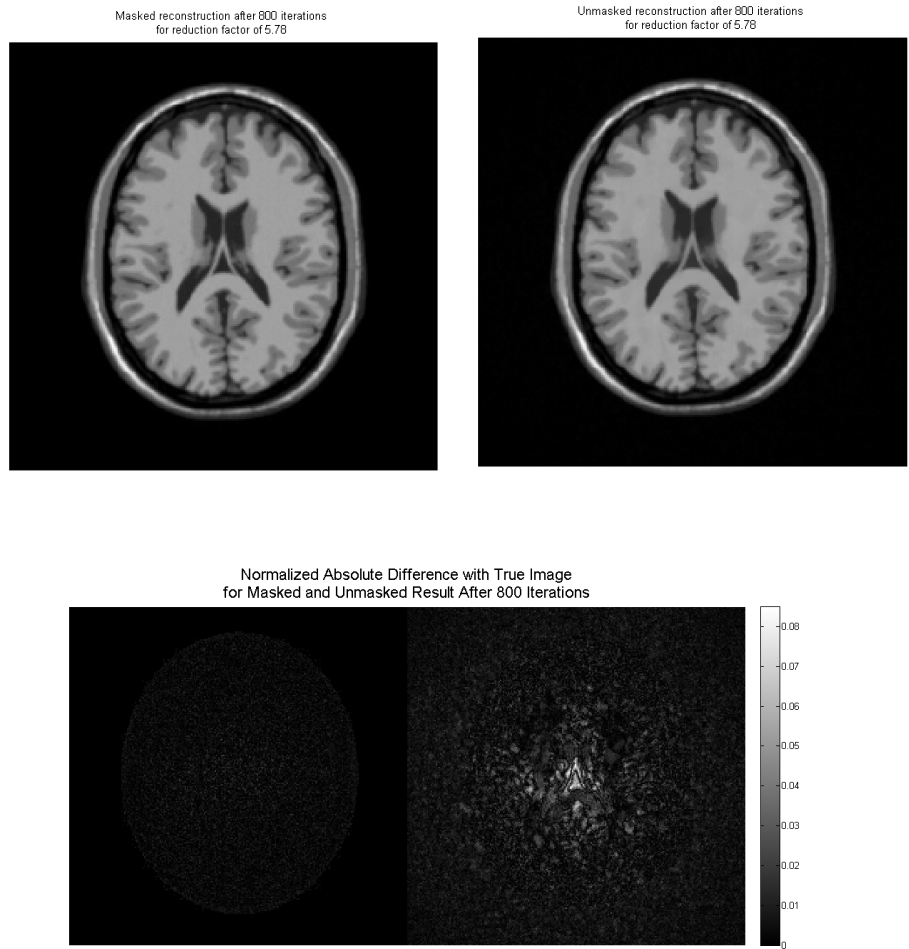 Masked reconstruction after 800 iterations
for reduction factor of 5.78
Unmasked reconstruction after 800 iterations
for reduction factor of 5.78
Normalized Absolute Difference with True Image
for Masked and Unmasked Result After 800 Iterations
0.08
0.07
0.06
0.05
0.04
0.03
0.02
0.01
0